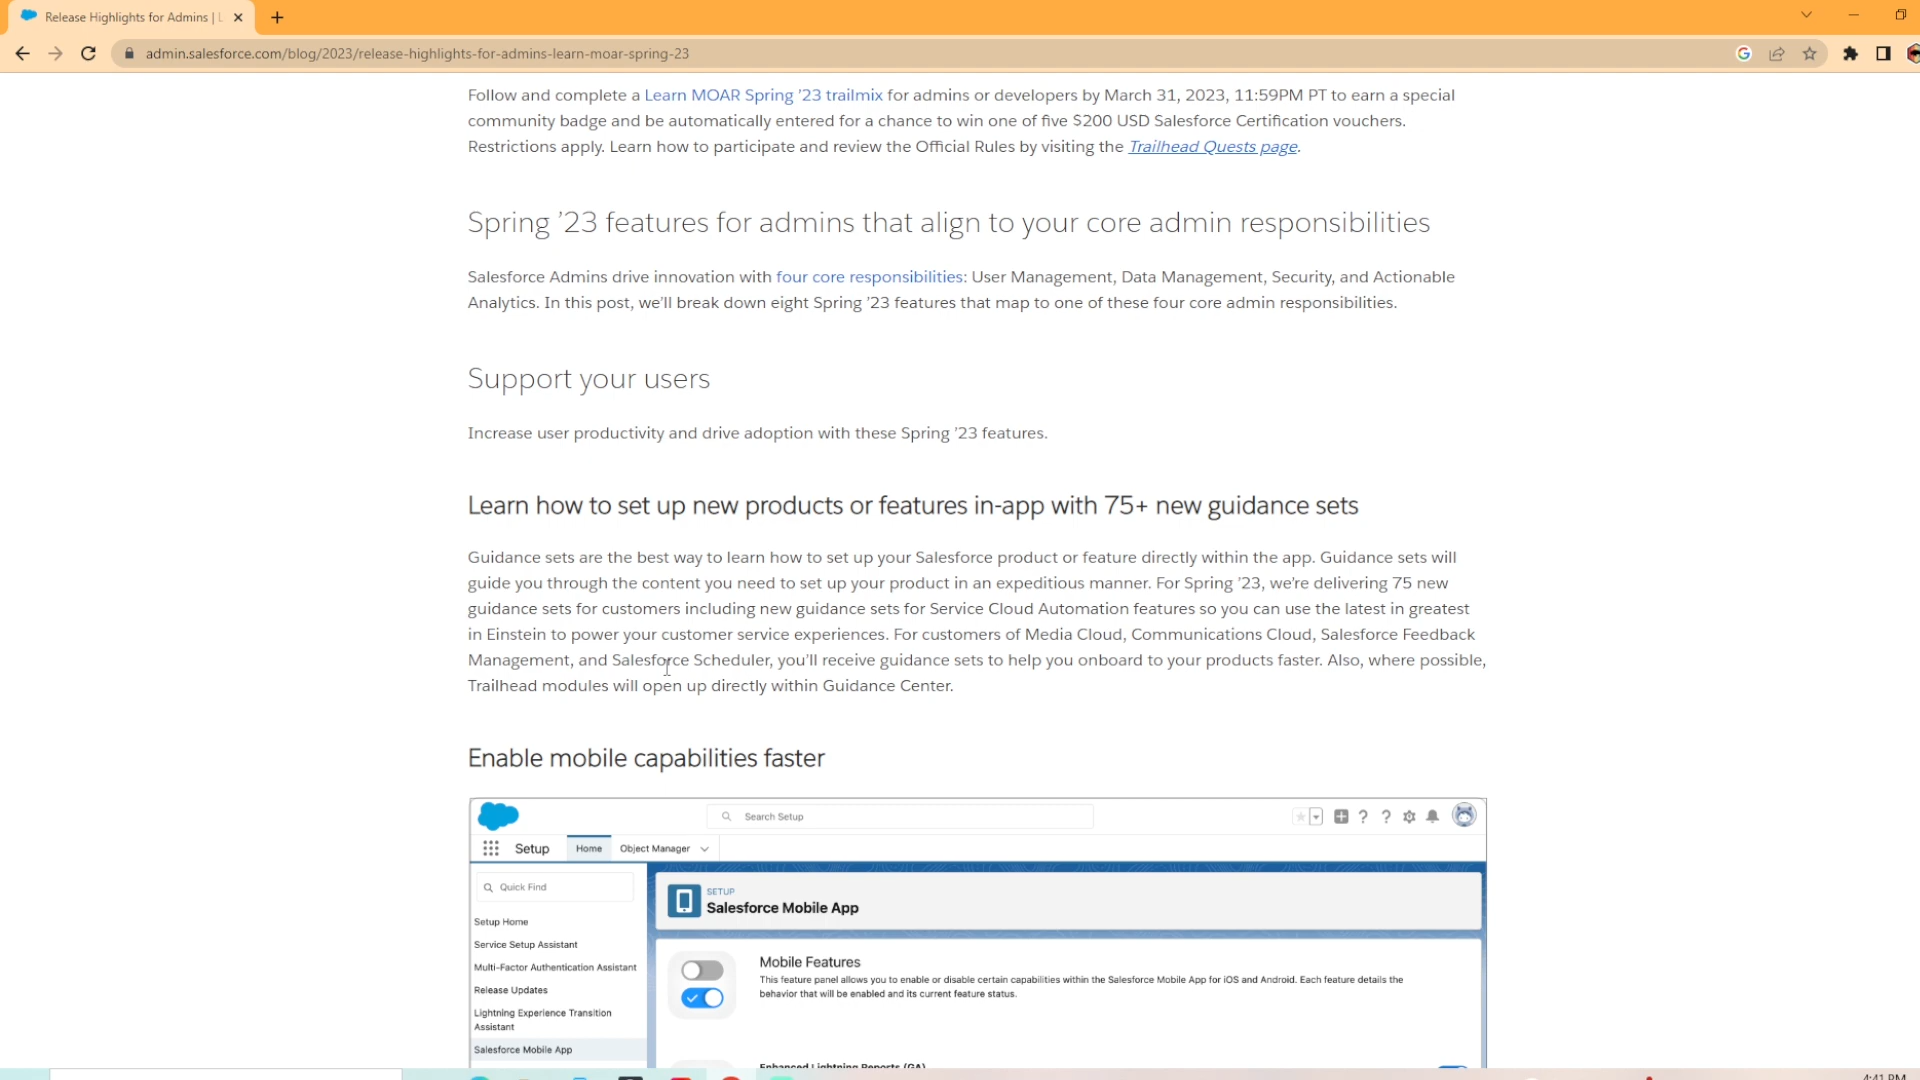 Release Highlights for Admins | L
admin.salesforce.com/blog/2023/release-highlights-for-admins-learn-moar-spring-23
Follow and complete a Learn MOAR Spring ’23 trailmix for admins or developers by March 31, 2023, 11:59PM PT to earn a special
community badge and be automatically entered for a chance to win one of five $200 USD Salesforce Certification vouchers.
Restrictions apply. Learn how to participate and review the Official Rules by visiting the Trailhead Quests page.
Spring ’23 features for admins that align to your core admin responsibilities
Salesforce Admins drive innovation with four core responsibilities: User Management, Data Management, Security, and Actionable
Analytics. In this post, we’ll break down eight Spring ’23 features that map to one of these four core admin responsibilities.
Support your users
Increase user productivity and drive adoption with these Spring ’23 features.
Learn how to set up new products or features in-app with 75+ new guidance sets
Guidance sets are the best way to learn how to set up your Salesforce product or feature directly within the app. Guidance sets will
guide you through the content you need to set up your product in an expeditious manner. For Spring ’23, we’re delivering 75 new
guidance sets for customers including new guidance sets for Service Cloud Automation features so you can use the latest in greatest
in Einstein to power your customer service experiences. For customers of Media Cloud, Communications Cloud, Salesforce Feedback
Management, and Salesforce Scheduler, you’ll receive guidance sets to help you onboard to your products faster. Also, where possible,
Trailhead modules will open up directly within Guidance Center.
Enable mobile capabilities faster
Search Setup
Setup Home Object Manager
Quick Find
SETUP
Salesforce Mobile App
Setup Home
Service Setup Assistant
Multi-Factor Authentication Assistant
Release Updates
Lightning Experience Transition
Assistant
Salesforce Mobile App
Mobile Features
This feature panel allows you to enable or disable certain capabilities within the Salesforce Mobile App for iOS and Android. Each feature details the
behavior that will be enabled and its current feature status.
Enhanced Lightning Reports (GA)
4:41 PM